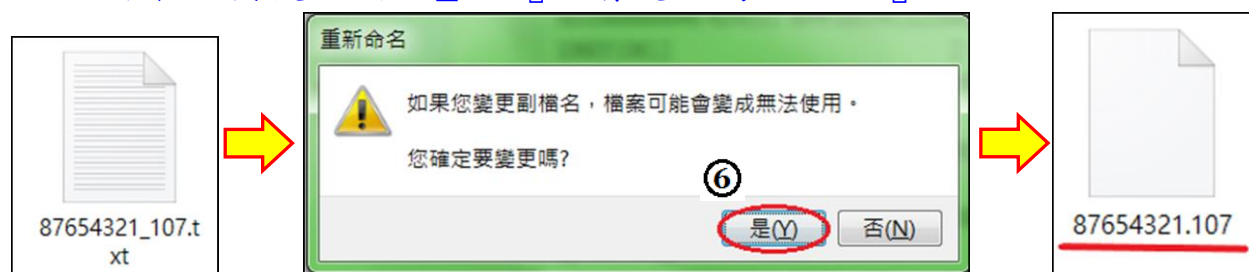 87654321_107.t
xt
重新命名
如果您變更副檔名，檔案可能會變成無法使用。
您確定要變更嗎?
⑥
是(Y)
否(N)
87654321.107